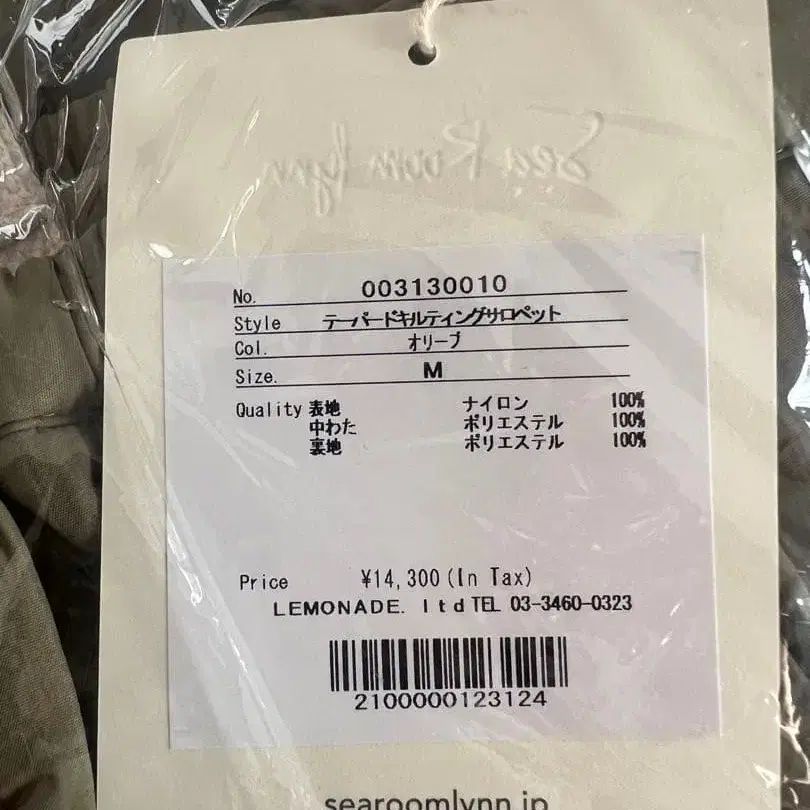 Sea Room lynn
No. 003130010
Style テーパードキルティングサロペット
Col. オリーブ
Size. M
Quality 表地 ナイロン 100%
中わた ポリエステル 100%
裏地 ポリエステル 100%
Price ¥14,300(In Tax)
LEMONADE. ltd TEL 03-3460-0323
2100000123124
searoomlynn.jp